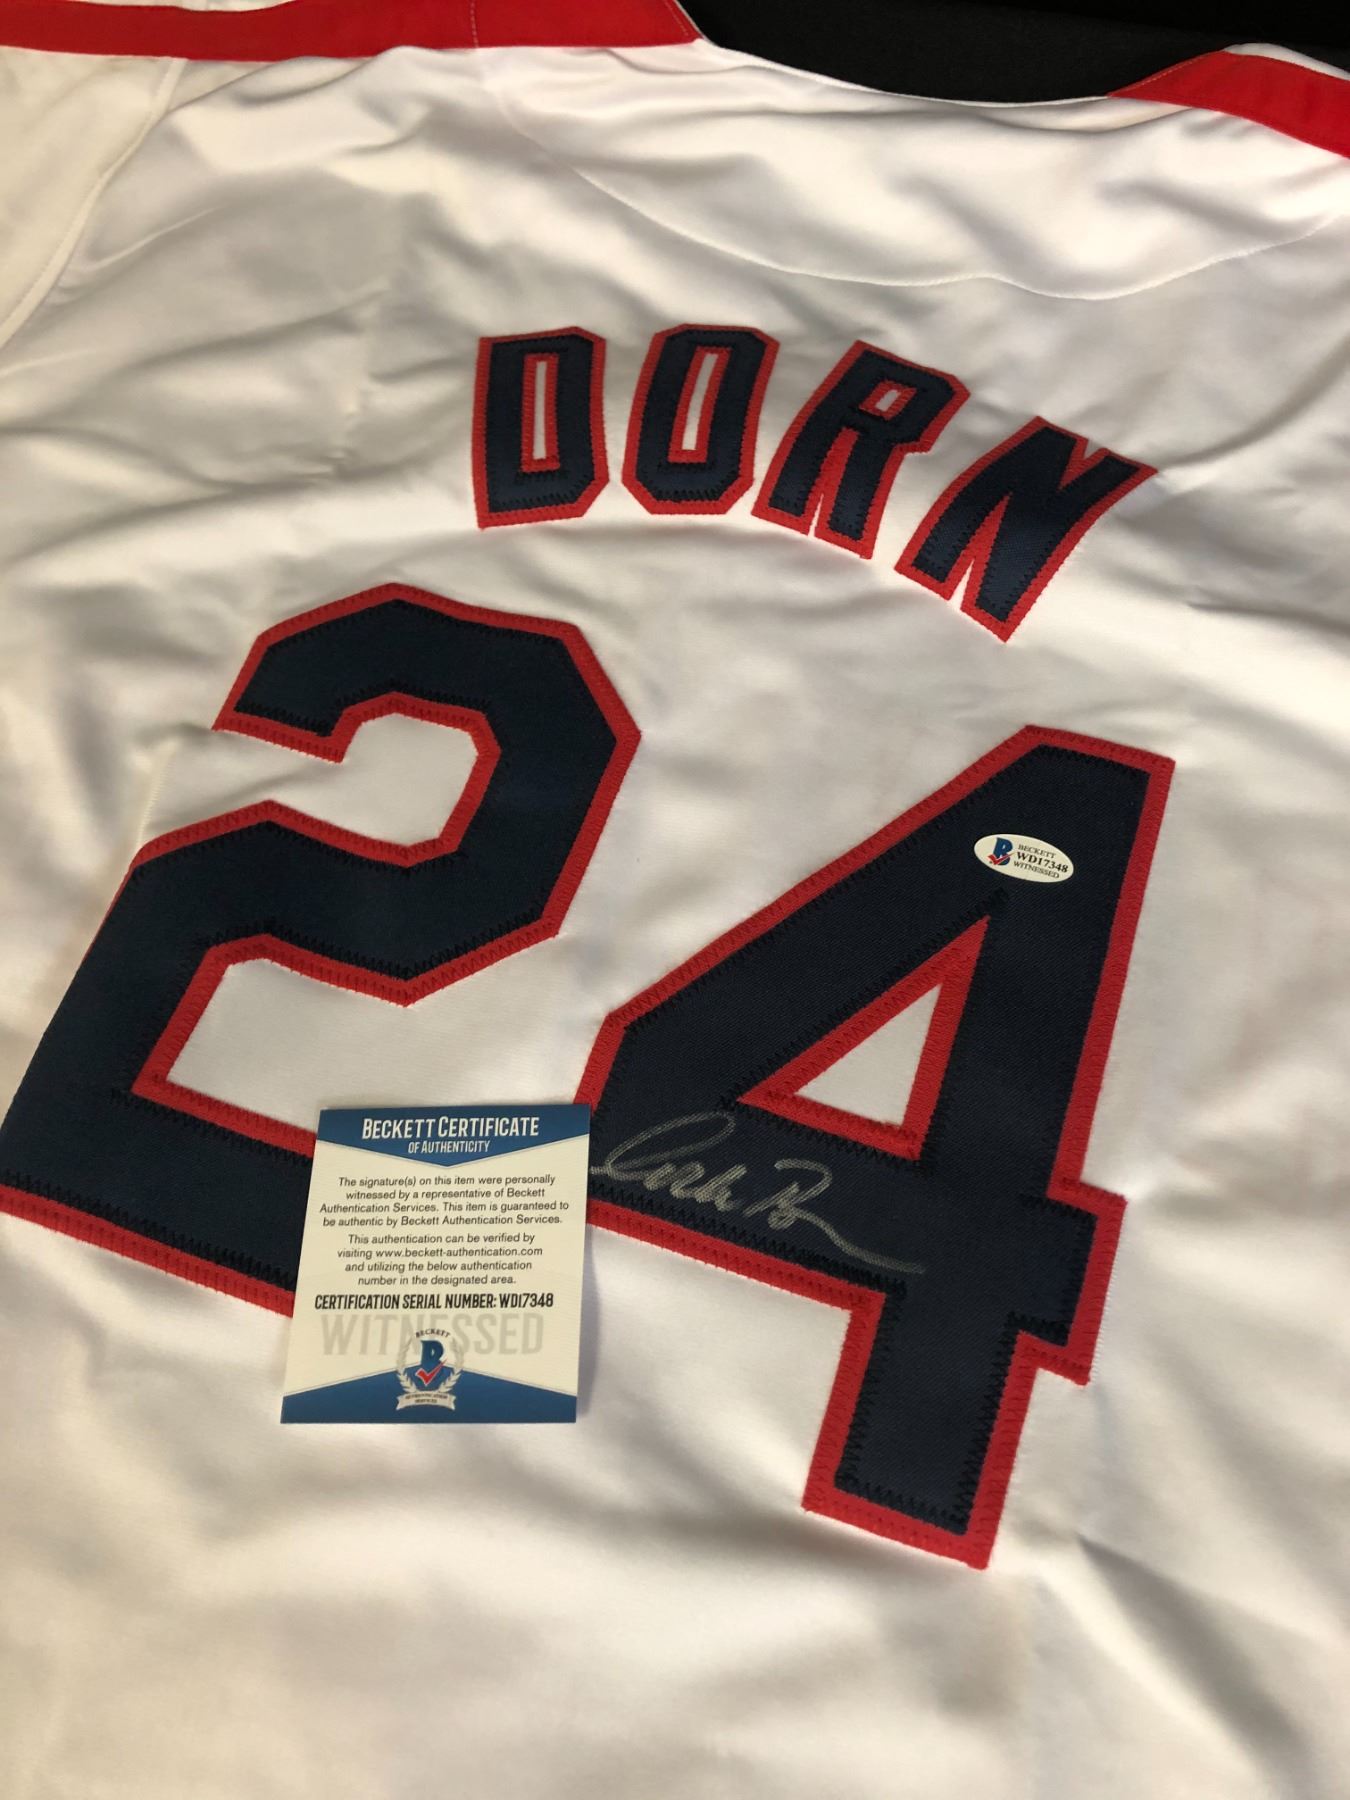 DORN
24
BECKETT
WD17348
WITNESSED
BECKETT CERTIFICATE
OF AUTHENTICITY
The signature(s) on this item were personally
witnessed by a representative of Beckett
Authentication Services. This item is guaranteed to
be authentic by Beckett Authentication Services.
This authentication can be verified by
visiting www.beckett-authentication.com
and utilizing the below authentication
number in the designated area.
CERTIFICATION SERIAL NUMBER: WD17348
WITNESSED
BECKETT
B
AUTHENTICATION
SERVICES